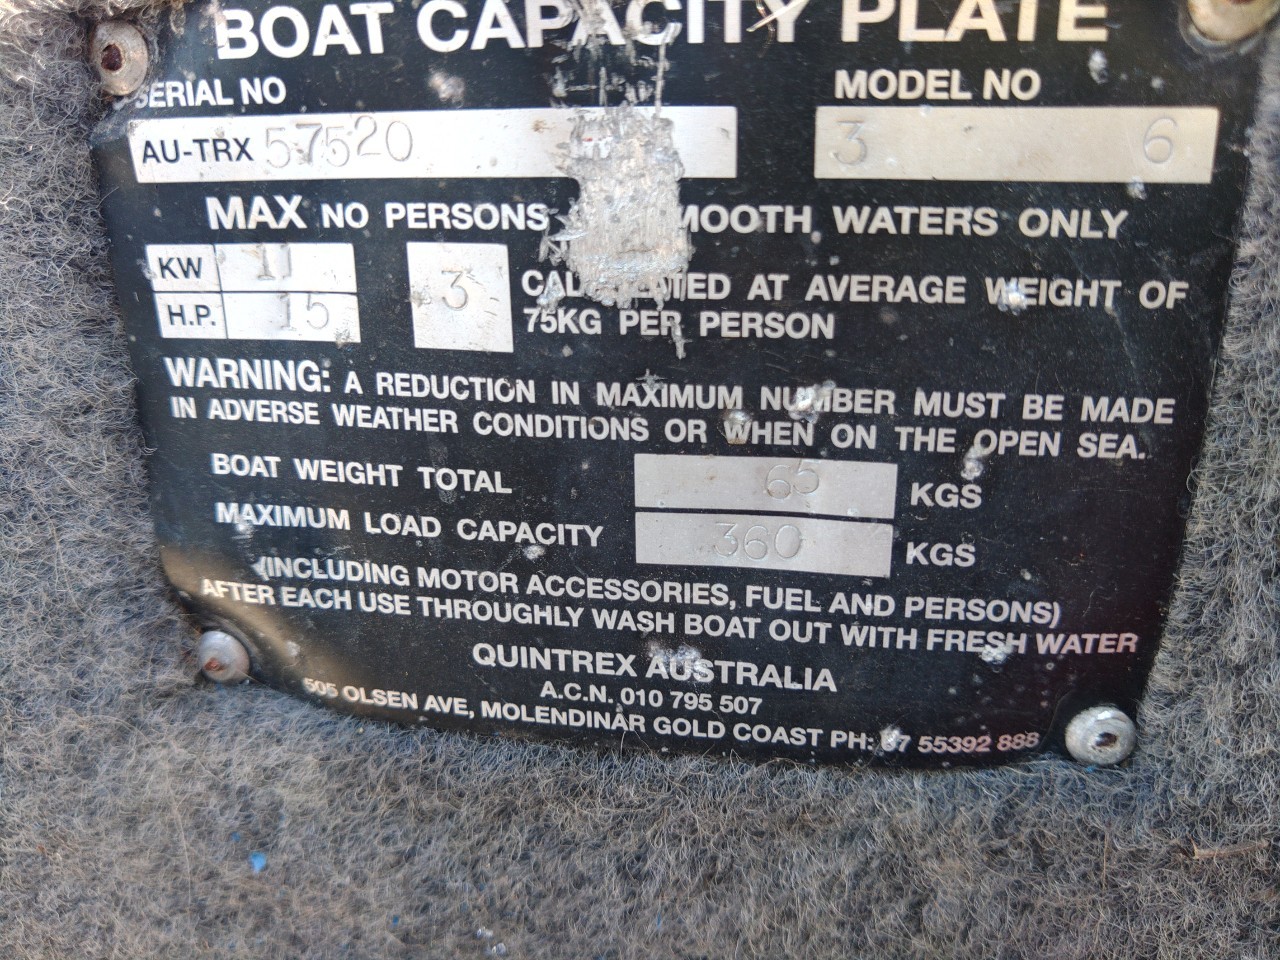 BOAT CAPACITY PLATE
SERIAL NO MODEL NO
AU-TRX 57520 3 6
MAX NO PERSONS SMOOTH WATERS ONLY
KW 11
H.P. 15 3
CALCULATED AT AVERAGE WEIGHT OF
75KG PER PERSON
WARNING: A REDUCTION IN MAXIMUM NUMBER MUST BE MADE
IN ADVERSE WEATHER CONDITIONS OR WHEN ON THE OPEN SEA.
BOAT WEIGHT TOTAL 65 KGS
MAXIMUM LOAD CAPACITY 360 KGS
(INCLUDING MOTOR ACCESSORIES, FUEL AND PERSONS)
AFTER EACH USE THROUGHLY WASH BOAT OUT WITH FRESH WATER
QUINTREX AUSTRALIA
A.C.N. 010 795 507
505 OLSEN AVE, MOLENDINAR GOLD COAST PH: 07 55392 888